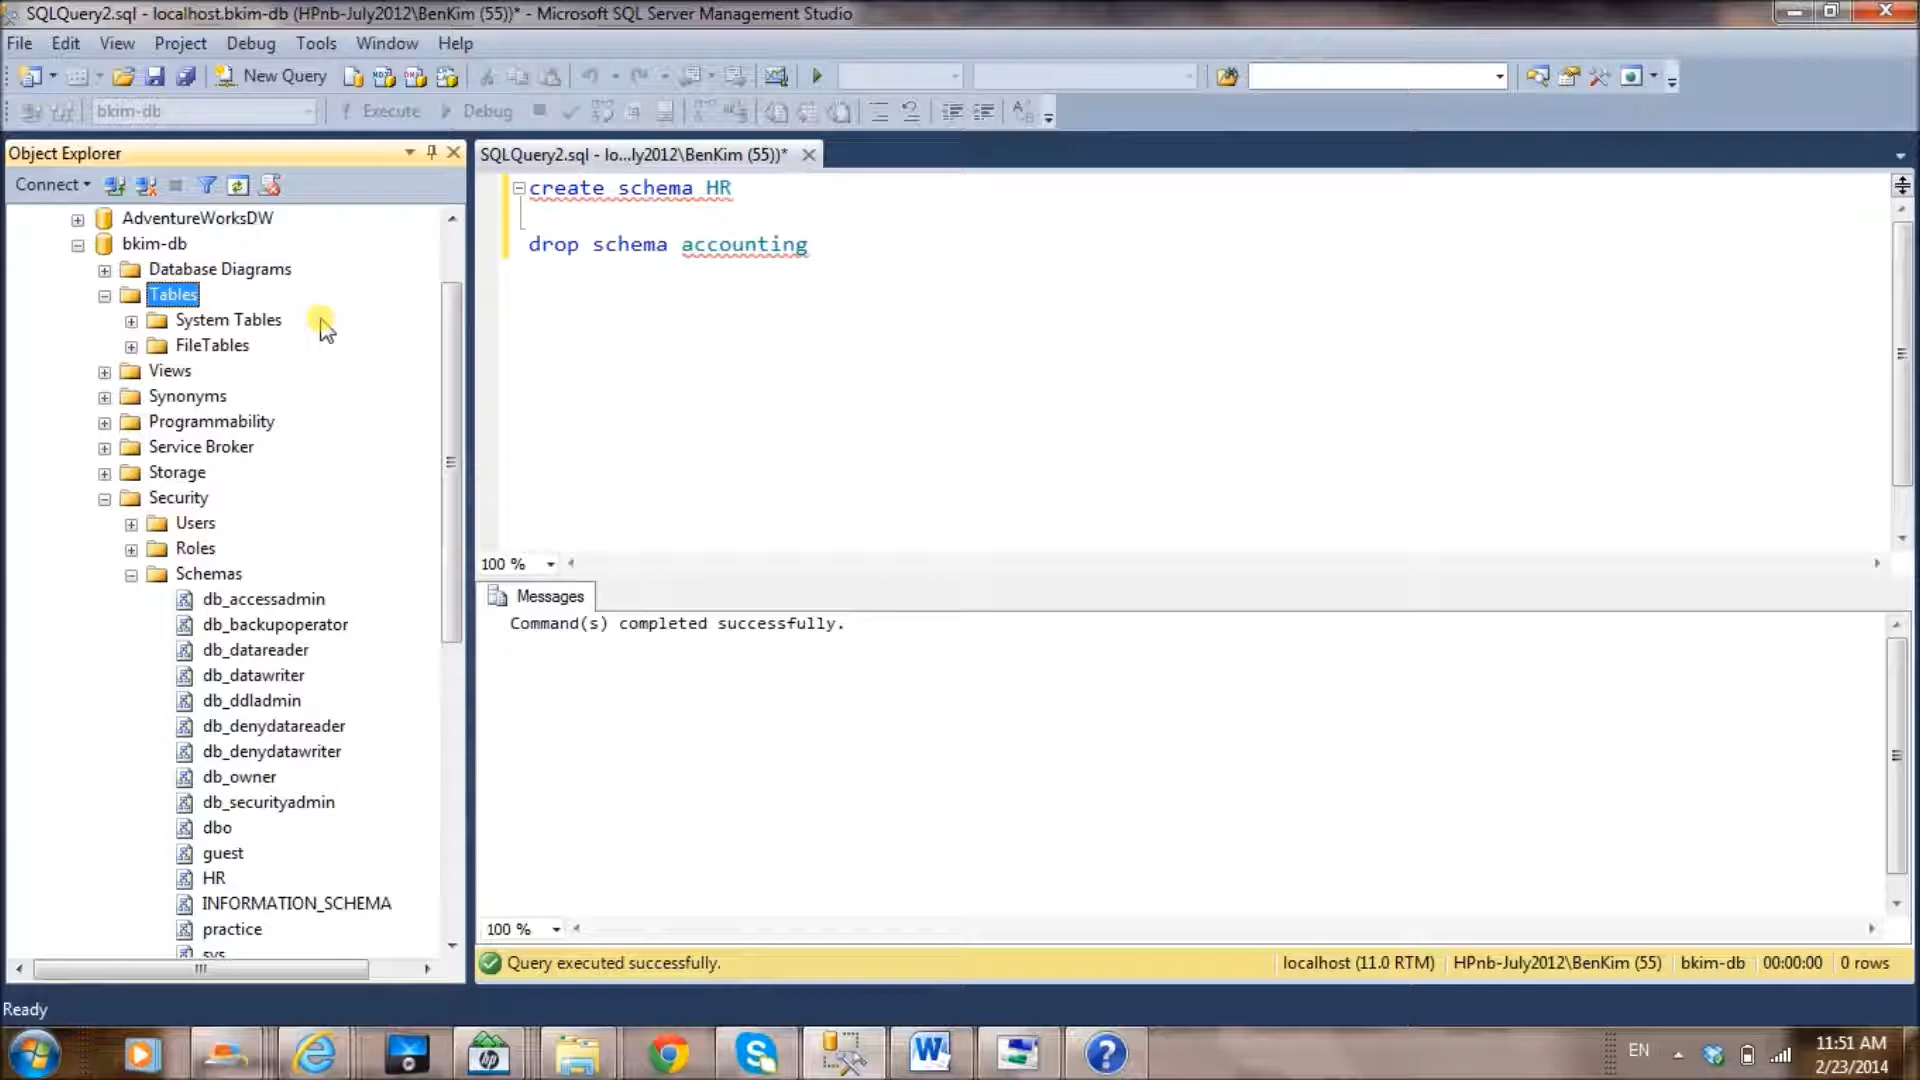 SQLQuery2.sql - localhost.bkim-db (HPnb-July2012\BenKim (55))* - Microsoft SQL Server Management Studio
File Edit View Project Debug Tools Window Help
New Query
bkim-db Execute Debug
Object Explorer
Connect
AdventureWorksDW
bkim-db
Database Diagrams
Tables
System Tables
FileTables
Views
Synonyms
Programmability
Service Broker
Storage
Security
Users
Roles
Schemas
db_accessadmin
db_backupoperator
db_datareader
db_datawriter
db_ddladmin
db_denydatareader
db_denydatawriter
db_owner
db_securityadmin
dbo
guest
HR
INFORMATION_SCHEMA
practice
sys
SQLQuery2.sql - lo...ly2012\BenKim (55))*
create schema HR
drop schema accounting
100 %
Messages
Command(s) completed successfully.
100 %
Query executed successfully.
localhost (11.0 RTM) HPnb-July2012\BenKim (55) bkim-db 00:00:00 0 rows
Ready
EN
11:51 AM
2/23/2014